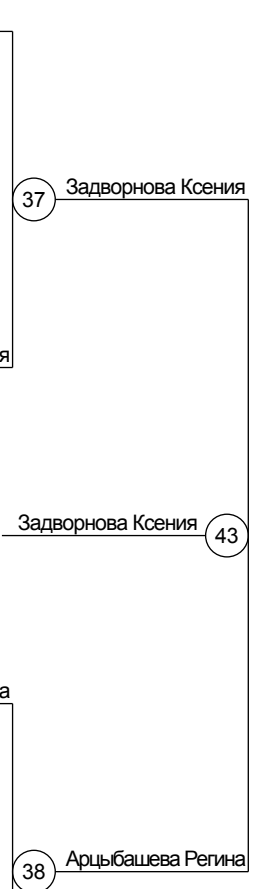 37 Задворнова Ксения
я
Задворнова Ксения 43
а
38 Арцыбашева Регина